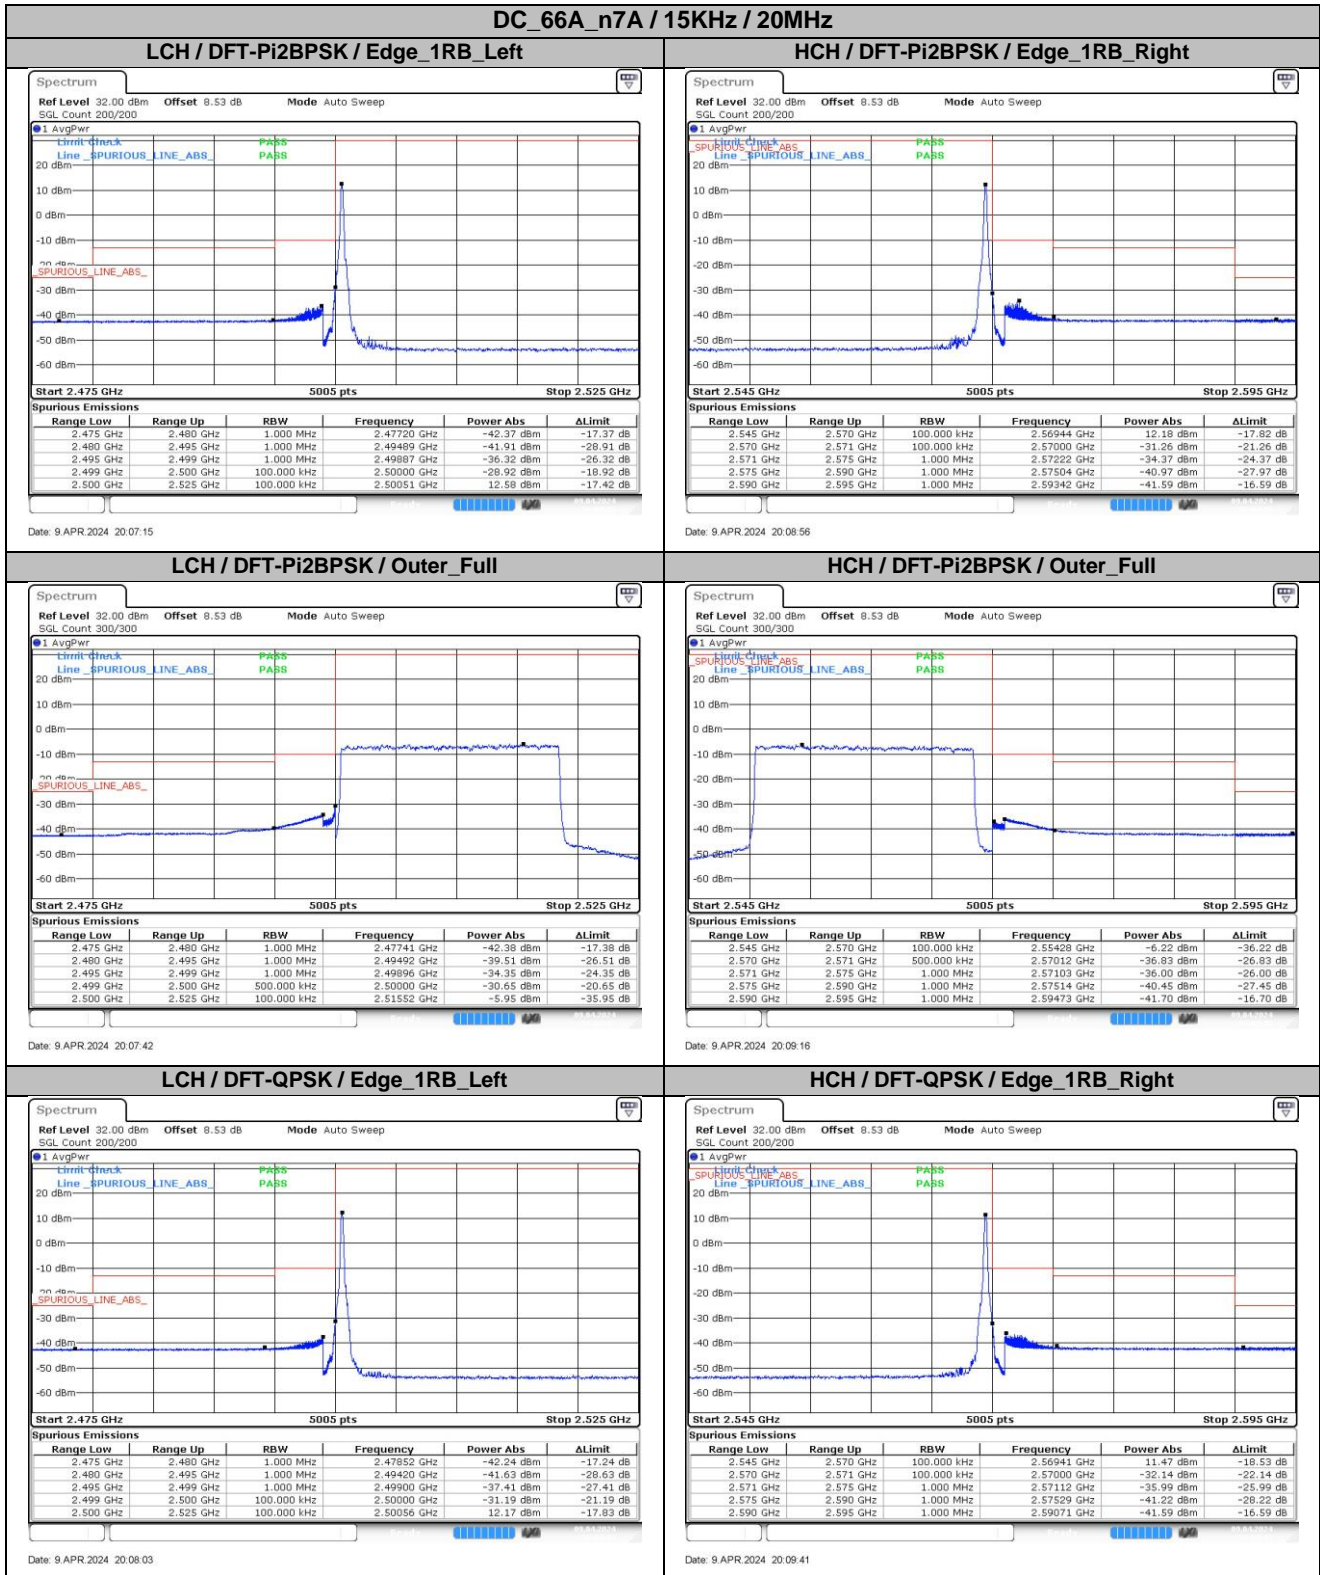 DC_66A_n7A / 15KHz / 20MHz
LCH / DFT-Pi2BPSK / Edge_1RB_Left
Spectrum
Ref Level 32.00 dBm Offset 8.53 dB Mode Auto Sweep
SGL Count 200/200
1 AvgPwr
Limit Check PASS
Line _SPURIOUS_LINE_ABS_ PASS
20 dBm
10 dBm
0 dBm
-10 dBm
-20 dBm
_SPURIOUS_LINE_ABS_
-30 dBm
-40 dBm
-50 dBm
-60 dBm
Start 2.475 GHz 5005 pts Stop 2.525 GHz
Spurious Emissions
Range Low Range Up RBW Frequency Power Abs ΔLimit
2.475 GHz 2.480 GHz 1.000 MHz 2.47720 GHz -42.37 dBm -17.37 dB
2.480 GHz 2.495 GHz 1.000 MHz 2.49489 GHz -41.91 dBm -28.91 dB
2.495 GHz 2.499 GHz 1.000 MHz 2.49887 GHz -36.32 dBm -26.32 dB
2.499 GHz 2.500 GHz 100.000 kHz 2.50000 GHz -28.92 dBm -18.92 dB
2.500 GHz 2.525 GHz 100.000 kHz 2.50051 GHz 12.58 dBm -17.42 dB
Date: 9.APR.2024 20:07:15
HCH / DFT-Pi2BPSK / Edge_1RB_Right
Spectrum
Ref Level 32.00 dBm Offset 8.53 dB Mode Auto Sweep
SGL Count 200/200
1 AvgPwr
Limit Check PASS
_SPURIOUS_LINE_ABS_
Line _SPURIOUS_LINE_ABS_ PASS
20 dBm
10 dBm
0 dBm
-10 dBm
-20 dBm
-30 dBm
-40 dBm
-50 dBm
-60 dBm
Start 2.545 GHz 5005 pts Stop 2.595 GHz
Spurious Emissions
Range Low Range Up RBW Frequency Power Abs ΔLimit
2.545 GHz 2.570 GHz 100.000 kHz 2.56944 GHz 12.18 dBm -17.82 dB
2.570 GHz 2.571 GHz 100.000 kHz 2.57000 GHz -31.26 dBm -21.26 dB
2.571 GHz 2.575 GHz 1.000 MHz 2.57222 GHz -34.37 dBm -24.37 dB
2.575 GHz 2.590 GHz 1.000 MHz 2.57504 GHz -40.97 dBm -27.97 dB
2.590 GHz 2.595 GHz 1.000 MHz 2.59342 GHz -41.59 dBm -16.59 dB
Date: 9.APR.2024 20:08:56
LCH / DFT-Pi2BPSK / Outer_Full
Spectrum
Ref Level 32.00 dBm Offset 8.53 dB Mode Auto Sweep
SGL Count 300/300
1 AvgPwr
Limit Check PASS
Line _SPURIOUS_LINE_ABS_ PASS
20 dBm
10 dBm
0 dBm
-10 dBm
-20 dBm
_SPURIOUS_LINE_ABS_
-30 dBm
-40 dBm
-50 dBm
-60 dBm
Start 2.475 GHz 5005 pts Stop 2.525 GHz
Spurious Emissions
Range Low Range Up RBW Frequency Power Abs ΔLimit
2.475 GHz 2.480 GHz 1.000 MHz 2.47741 GHz -42.38 dBm -17.38 dB
2.480 GHz 2.495 GHz 1.000 MHz 2.49492 GHz -39.51 dBm -26.51 dB
2.495 GHz 2.499 GHz 1.000 MHz 2.49896 GHz -34.35 dBm -24.35 dB
2.499 GHz 2.500 GHz 500.000 kHz 2.50000 GHz -30.65 dBm -20.65 dB
2.500 GHz 2.525 GHz 100.000 kHz 2.51552 GHz -5.95 dBm -35.95 dB
Date: 9.APR.2024 20:07:42
HCH / DFT-Pi2BPSK / Outer_Full
Spectrum
Ref Level 32.00 dBm Offset 8.53 dB Mode Auto Sweep
SGL Count 300/300
1 AvgPwr
Limit Check PASS
_SPURIOUS_LINE_ABS_
Line _SPURIOUS_LINE_ABS_ PASS
20 dBm
10 dBm
0 dBm
-10 dBm
-20 dBm
-30 dBm
-40 dBm
-50 dBm
-60 dBm
Start 2.545 GHz 5005 pts Stop 2.595 GHz
Spurious Emissions
Range Low Range Up RBW Frequency Power Abs ΔLimit
2.545 GHz 2.570 GHz 100.000 kHz 2.55428 GHz -6.22 dBm -36.22 dB
2.570 GHz 2.571 GHz 500.000 kHz 2.57012 GHz -36.83 dBm -26.83 dB
2.571 GHz 2.575 GHz 1.000 MHz 2.57103 GHz -36.00 dBm -26.00 dB
2.575 GHz 2.590 GHz 1.000 MHz 2.57514 GHz -40.45 dBm -27.45 dB
2.590 GHz 2.595 GHz 1.000 MHz 2.59473 GHz -41.70 dBm -16.70 dB
Date: 9.APR.2024 20:09:16
LCH / DFT-QPSK / Edge_1RB_Left
Spectrum
Ref Level 32.00 dBm Offset 8.53 dB Mode Auto Sweep
SGL Count 200/200
1 AvgPwr
Limit Check PASS
Line _SPURIOUS_LINE_ABS_ PASS
20 dBm
10 dBm
0 dBm
-10 dBm
-20 dBm
_SPURIOUS_LINE_ABS_
-30 dBm
-40 dBm
-50 dBm
-60 dBm
Start 2.475 GHz 5005 pts Stop 2.525 GHz
Spurious Emissions
Range Low Range Up RBW Frequency Power Abs ΔLimit
2.475 GHz 2.480 GHz 1.000 MHz 2.47852 GHz -42.24 dBm -17.24 dB
2.480 GHz 2.495 GHz 1.000 MHz 2.49420 GHz -41.63 dBm -28.63 dB
2.495 GHz 2.499 GHz 1.000 MHz 2.49900 GHz -37.41 dBm -27.41 dB
2.499 GHz 2.500 GHz 100.000 kHz 2.50000 GHz -31.19 dBm -21.19 dB
2.500 GHz 2.525 GHz 100.000 kHz 2.50056 GHz 12.17 dBm -17.83 dB
Date: 9.APR.2024 20:08:03
HCH / DFT-QPSK / Edge_1RB_Right
Spectrum
Ref Level 32.00 dBm Offset 8.53 dB Mode Auto Sweep
SGL Count 200/200
1 AvgPwr
Limit Check PASS
_SPURIOUS_LINE_ABS_
Line _SPURIOUS_LINE_ABS_ PASS
20 dBm
10 dBm
0 dBm
-10 dBm
-20 dBm
-30 dBm
-40 dBm
-50 dBm
-60 dBm
Start 2.545 GHz 5005 pts Stop 2.595 GHz
Spurious Emissions
Range Low Range Up RBW Frequency Power Abs ΔLimit
2.545 GHz 2.570 GHz 100.000 kHz 2.56941 GHz 11.47 dBm -18.53 dB
2.570 GHz 2.571 GHz 100.000 kHz 2.57000 GHz -32.14 dBm -22.14 dB
2.571 GHz 2.575 GHz 1.000 MHz 2.57112 GHz -35.99 dBm -25.99 dB
2.575 GHz 2.590 GHz 1.000 MHz 2.57529 GHz -41.22 dBm -28.22 dB
2.590 GHz 2.595 GHz 1.000 MHz 2.59071 GHz -41.59 dBm -16.59 dB
Date: 9.APR.2024 20:09:41